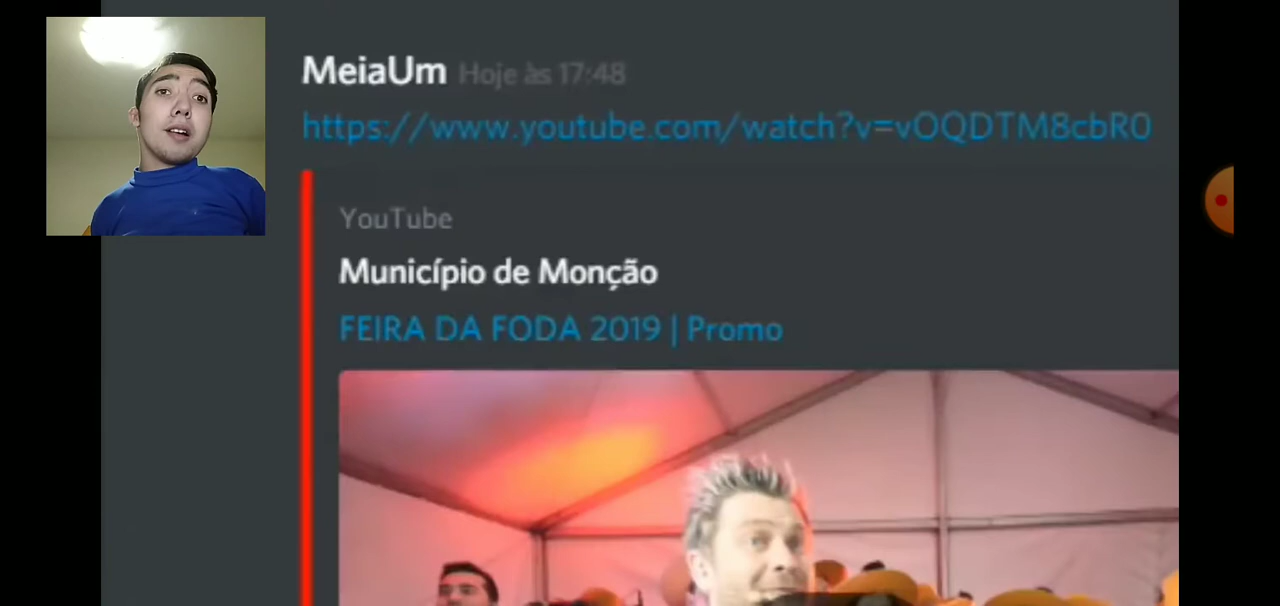 MeiaUm Hoje às 17:48
https://www.youtube.com/watch?v=vOQDTM8cbR0
YouTube
Município de Monção
FEIRA DA FODA 2019 | Promo